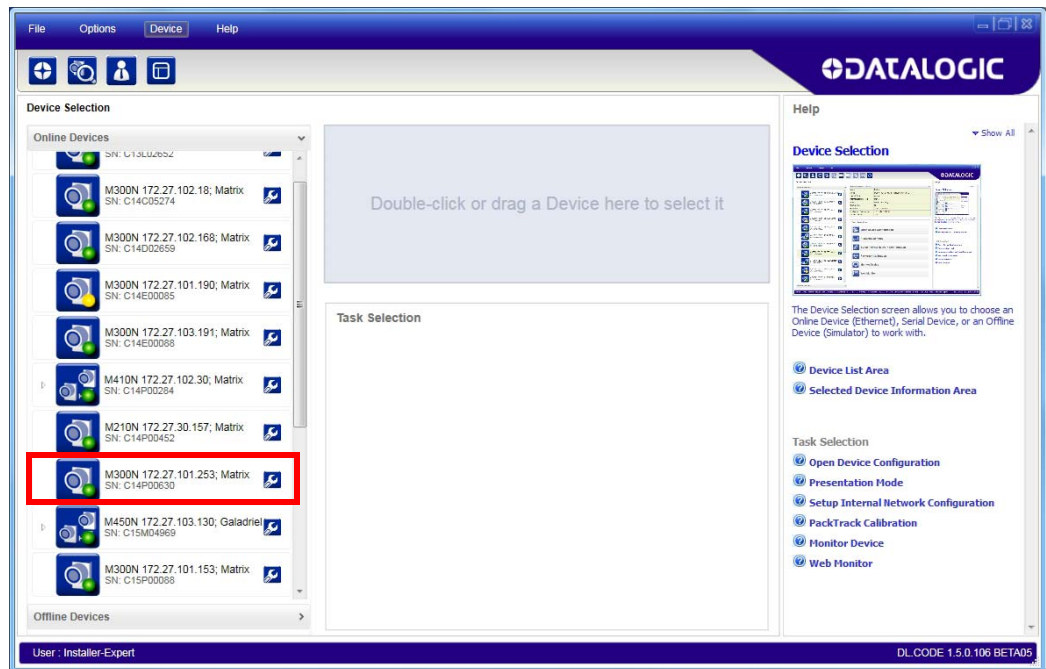 File Options Device Help
DATALOGIC
Device Selection
Online Devices
SN: C13L02652
M300N 172.27.102.18; Matrix
SN: C14C05274
M300N 172.27.102.168; Matrix
SN: C14D02659
M300N 172.27.101.190; Matrix
SN: C14E00085
M300N 172.27.103.191; Matrix
SN: C14E00088
M410N 172.27.102.30; Matrix
SN: C14P00284
M210N 172.27.30.157; Matrix
SN: C14P00452
M300N 172.27.101.253; Matrix
SN: C14P00630
M450N 172.27.103.130; Galadriel
SN: C15M04969
M300N 172.27.101.153; Matrix
SN: C15P00088
Offline Devices
Double-click or drag a Device here to select it
Task Selection
Help
Show All
Device Selection
DATALOGIC
The Device Selection screen allows you to choose an
Online Device (Ethernet), Serial Device, or an Offline
Device (Simulator) to work with.
Device List Area
Selected Device Information Area
Task Selection
Open Device Configuration
Presentation Mode
Setup Internal Network Configuration
PackTrack Calibration
Monitor Device
Web Monitor
User : Installer-Expert
DL.CODE 1.5.0.106 BETA05